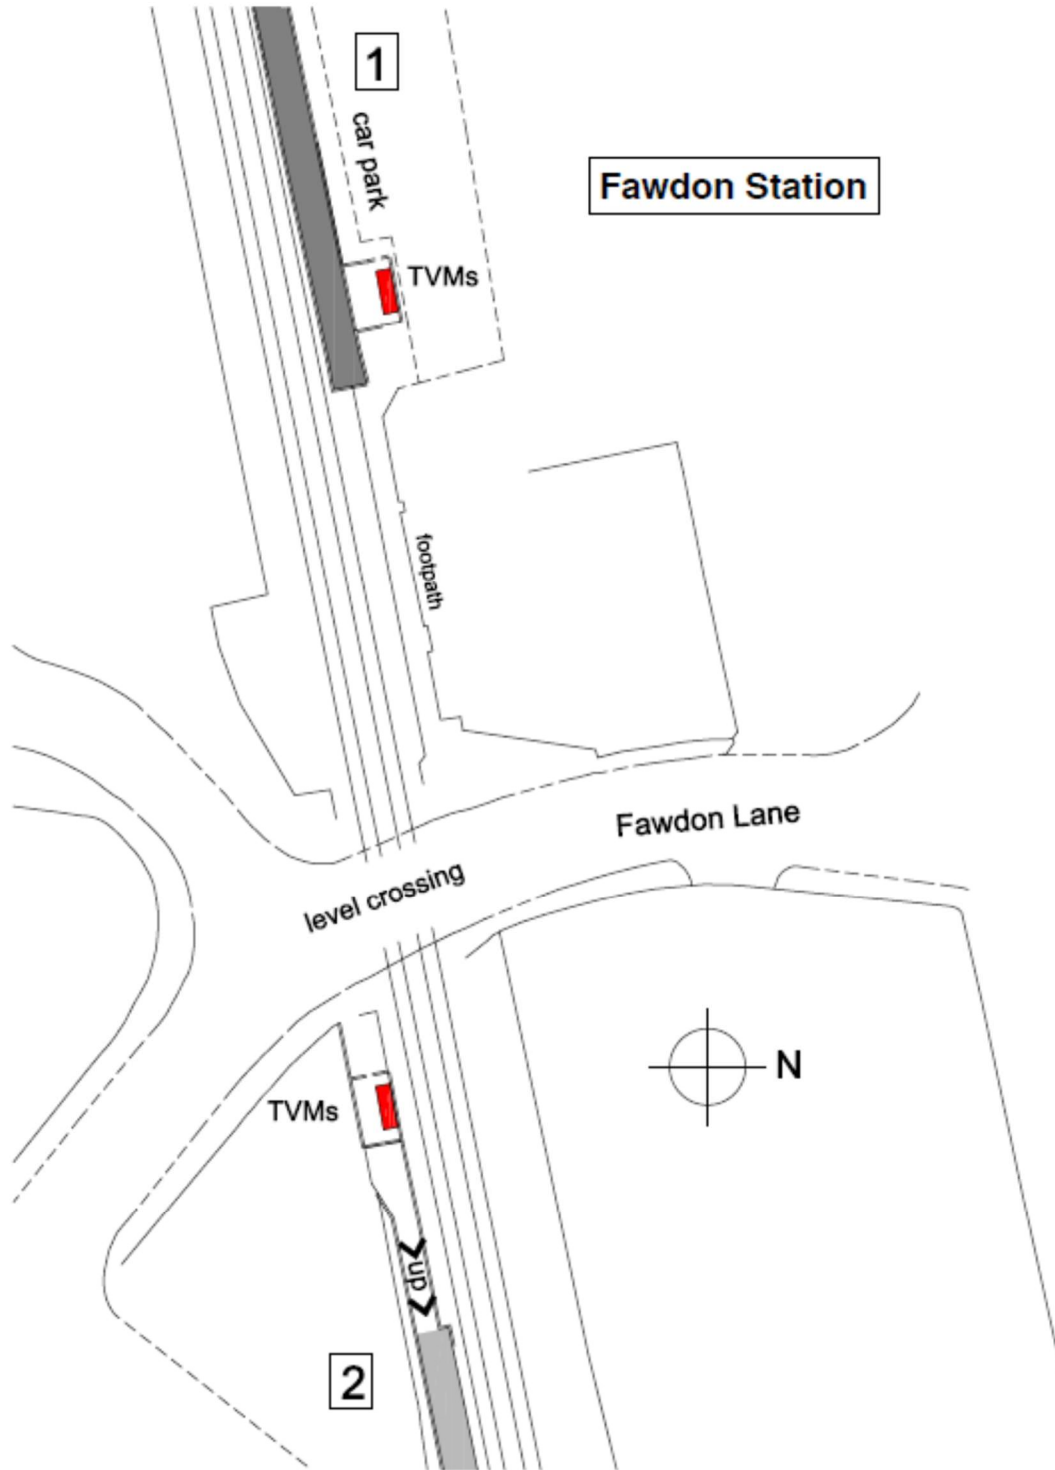 1
car park
Fawdon Station
TVMs
footpath
Fawdon Lane
level crossing
N
TVMs
up
2